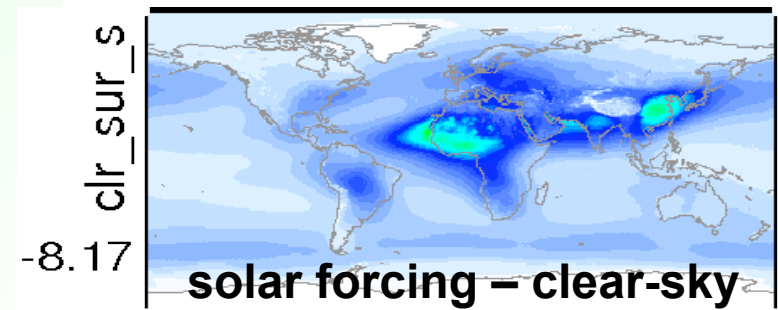 clr_sur_s
-8.17
solar forcing – clear-sky